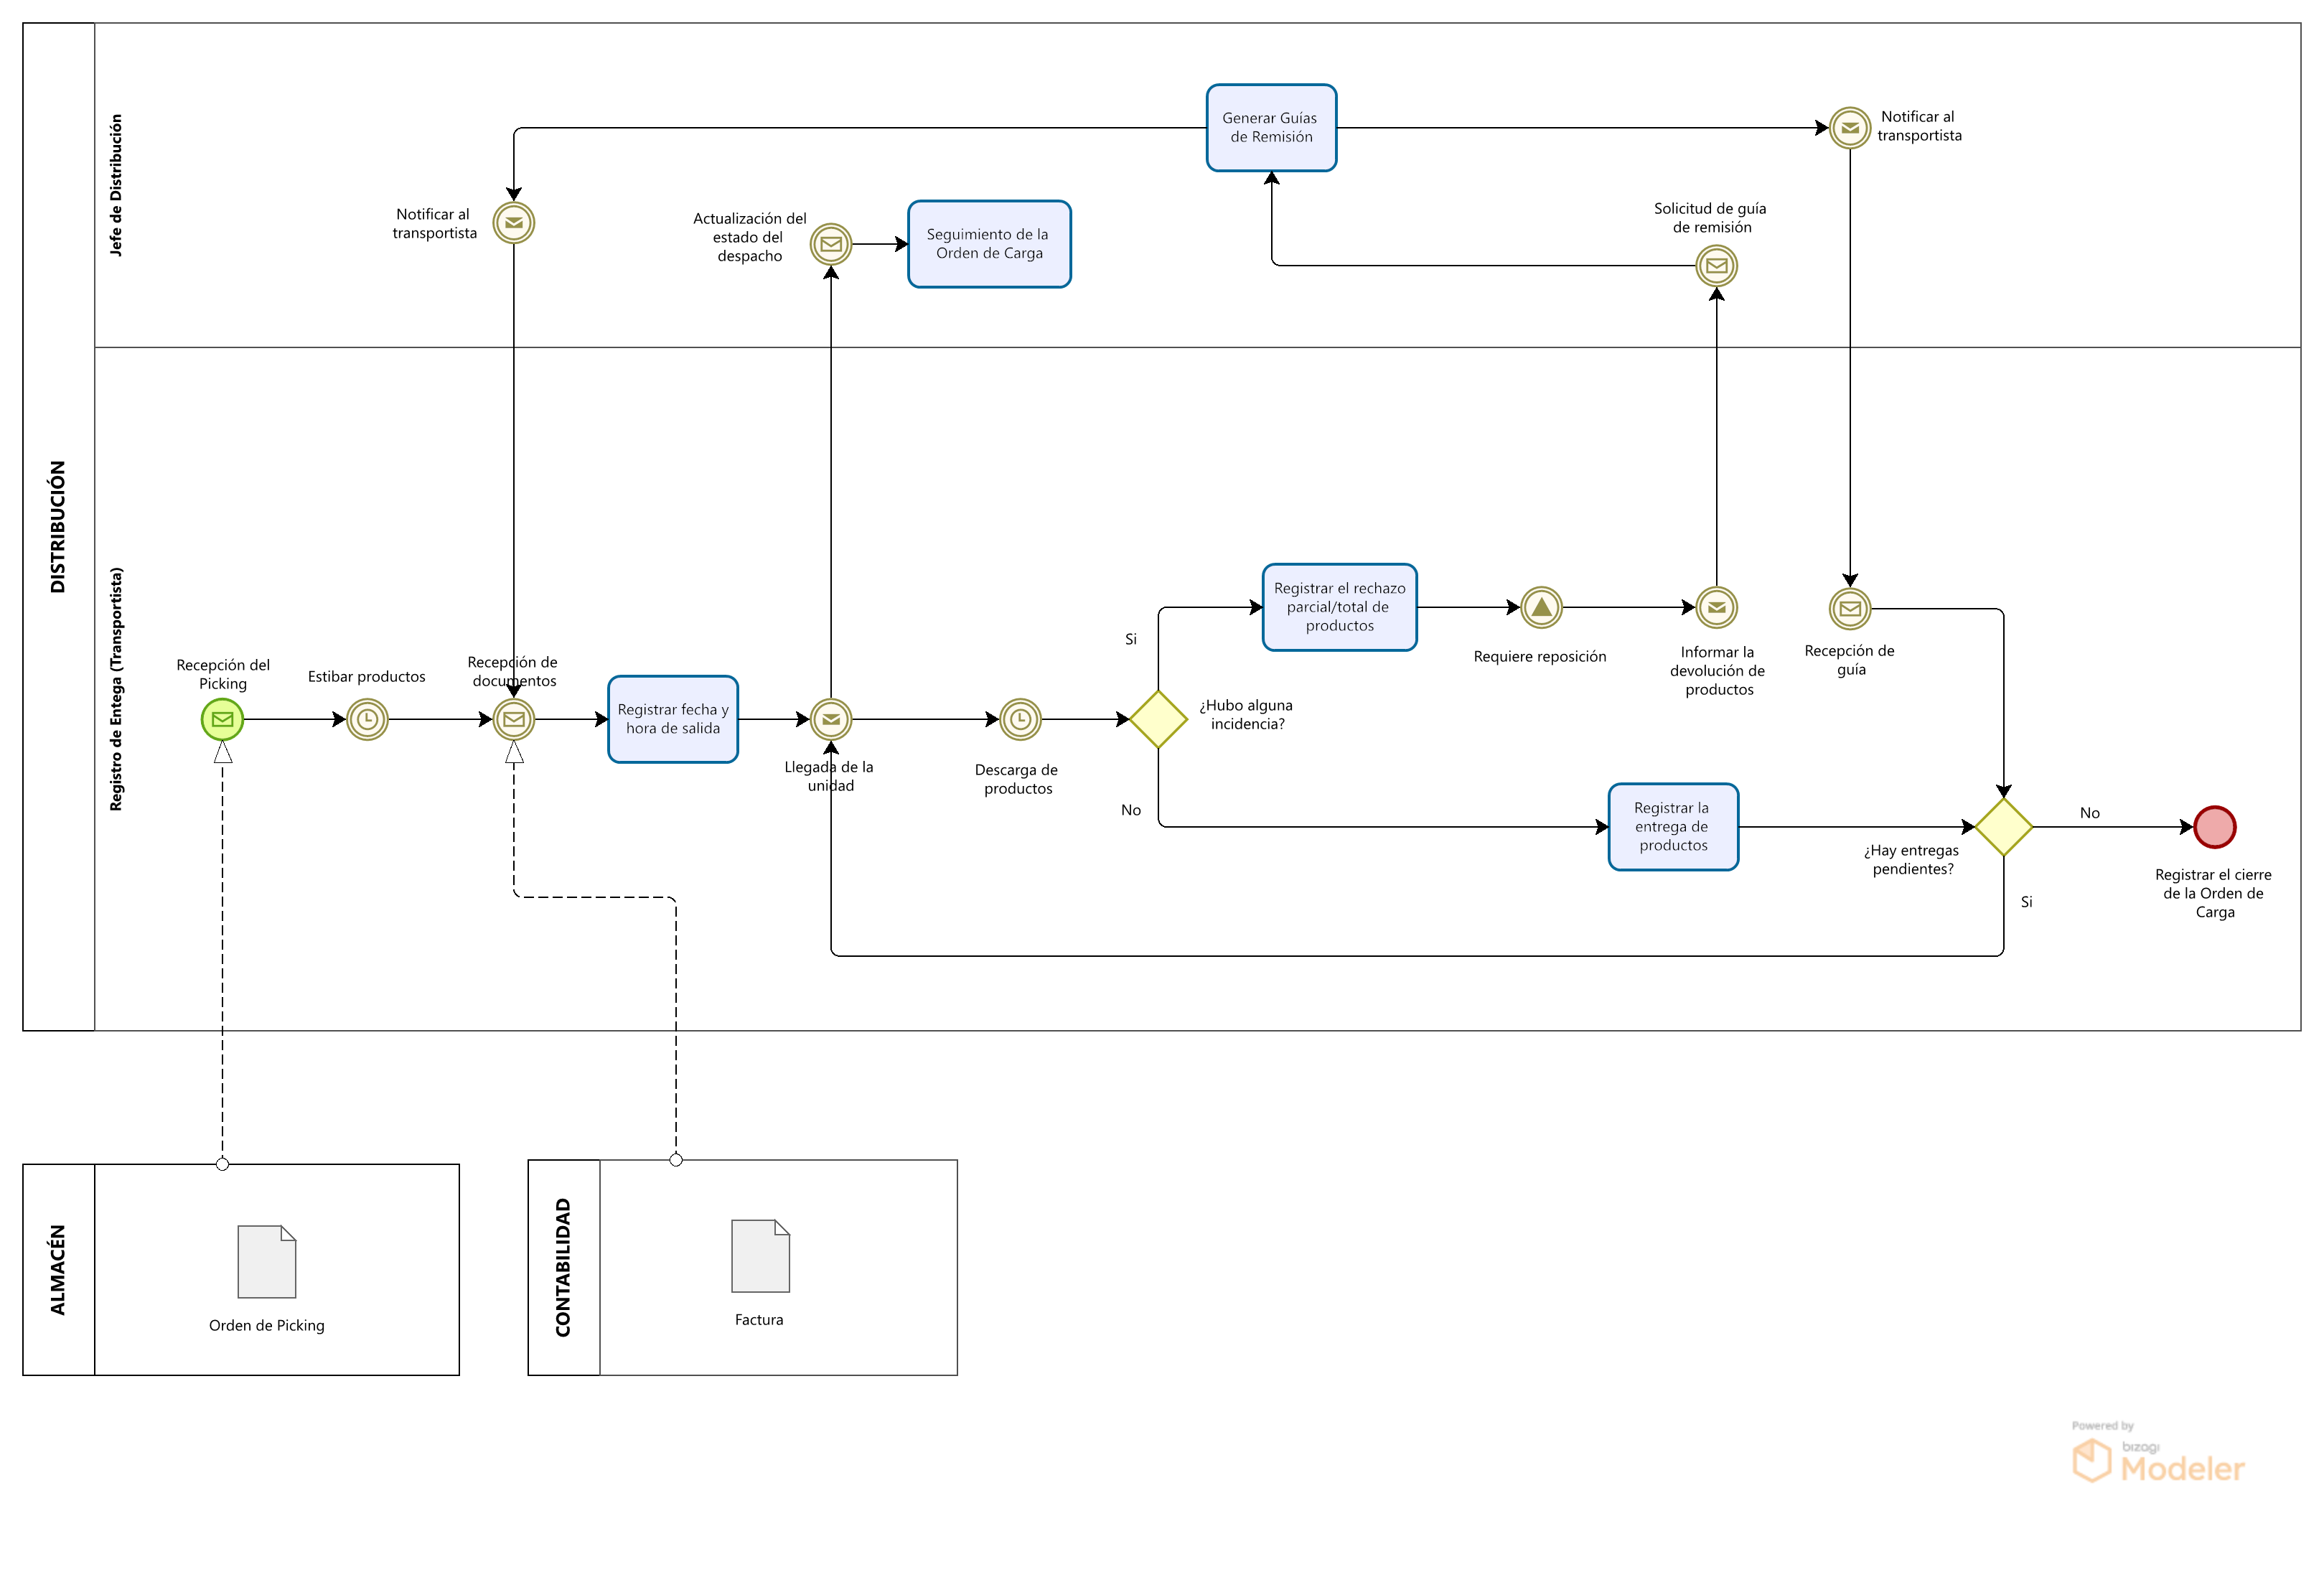 DISTRIBUCIÓN
Jefe de Distribución
Generar Guías
de Remisión
Notificar al
transportista
Notificar al
transportista
Actualización del
estado del
despacho
Seguimiento de la
Orden de Carga
Solicitud de guía
de remisión
Registro de Entega (Transportista)
Recepción del
Picking
Estibar productos
Recepción de
documentos
Registrar fecha y
hora de salida
Llegada de la
unidad
Descarga de
productos
¿Hubo alguna
incidencia?
Si
No
Registrar el rechazo
parcial/total de
productos
Requiere reposición
Informar la
devolución de
productos
Recepción de
guía
Registrar la
entrega de
productos
¿Hay entregas
pendientes?
No
Si
Registrar el cierre
de la Orden de
Carga
ALMACÉN
Orden de Picking
CONTABILIDAD
Factura
Powered by
bizagi
Modeler